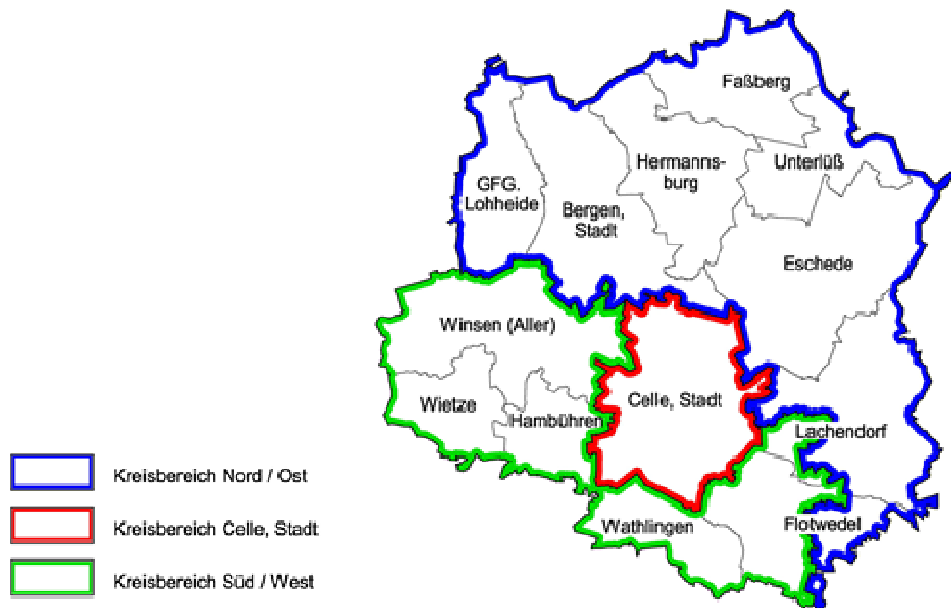 Faßberg
Hermanns-
burg
Unterlüß
GFG.
Lohheide
Bergen,
Stadt
Eschede
Winsen (Aller)
Celle, Stadt
Wietze
Hambühren
Lachendorf
Wathlingen
Flotwedel
Kreisbereich Nord / Ost
Kreisbereich Celle, Stadt
Kreisbereich Süd / West